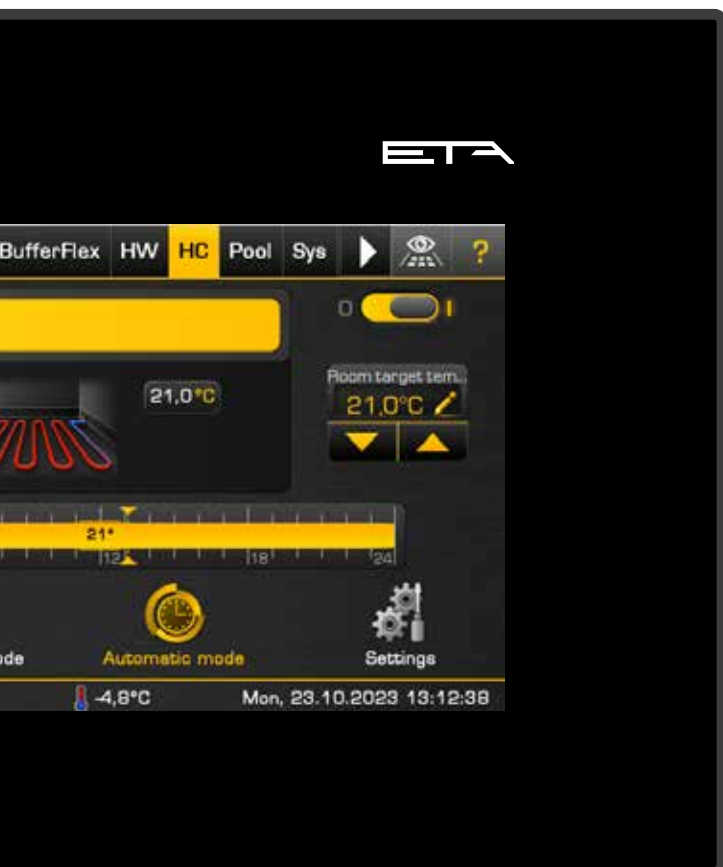 ETA
BufferFlex HW HC Pool Sys ?
0 I
Room target tem...
21,0°C
21,0°C
21°
12 18 24
ode Automatic mode Settings
-4,8°C Mon, 23.10.2023 13:12:38